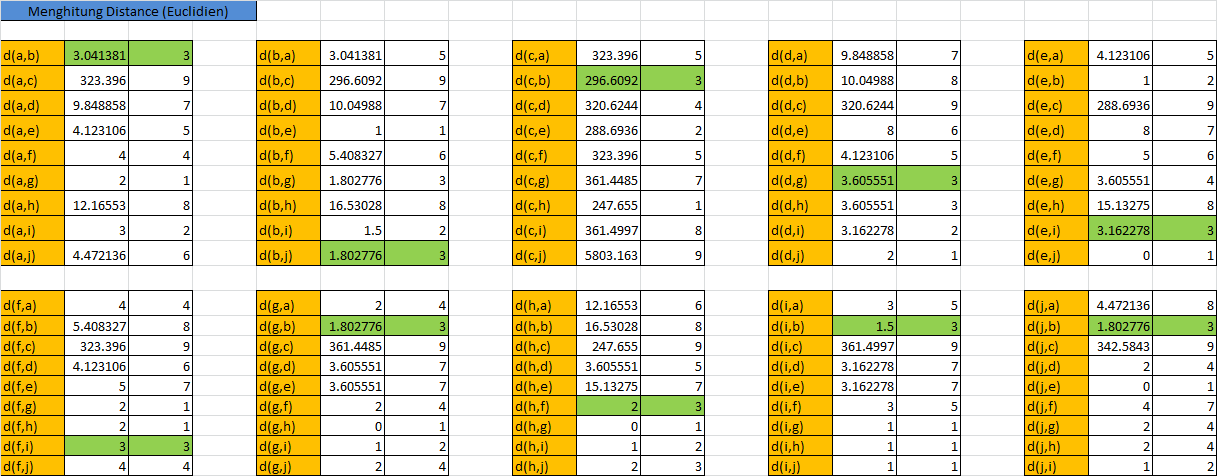 Menghitung Distance (Euclidien)
d(a,b) 3.041381 3 d(b,a) 3.041381 5 d(c,a) 323.396 5 d(d,a) 9.848858 7 d(e,a) 4.123106 5
d(a,c) 323.396 9 d(b,c) 296.6092 9 d(c,b) 296.6092 3 d(d,b) 10.04988 8 d(e,b) 1 2
d(a,d) 9.848858 7 d(b,d) 10.04988 7 d(c,d) 320.6244 4 d(d,c) 320.6244 9 d(e,c) 288.6936 9
d(a,e) 4.123106 5 d(b,e) 1 1 d(c,e) 288.6936 2 d(d,e) 8 6 d(e,d) 8 7
d(a,f) 4 4 d(b,f) 5.408327 6 d(c,f) 323.396 5 d(d,f) 4.123106 5 d(e,f) 5 6
d(a,g) 2 1 d(b,g) 1.802776 3 d(c,g) 361.4485 7 d(d,g) 3.605551 3 d(e,g) 3.605551 4
d(a,h) 12.16553 8 d(b,h) 16.53028 8 d(c,h) 247.655 1 d(d,h) 3.605551 3 d(e,h) 15.13275 8
d(a,i) 3 2 d(b,i) 1.5 2 d(c,i) 361.4997 8 d(d,i) 3.162278 2 d(e,i) 3.162278 3
d(a,j) 4.472136 6 d(b,j) 1.802776 3 d(c,j) 5803.163 9 d(d,j) 2 1 d(e,j) 0 1
d(f,a) 4 4 d(g,a) 2 4 d(h,a) 12.16553 6 d(i,a) 3 5 d(j,a) 4.472136 8
d(f,b) 5.408327 8 d(g,b) 1.802776 3 d(h,b) 16.53028 8 d(i,b) 1.5 3 d(j,b) 1.802776 3
d(f,c) 323.396 9 d(g,c) 361.4485 9 d(h,c) 247.655 9 d(i,c) 361.4997 9 d(j,c) 342.5843 9
d(f,d) 4.123106 6 d(g,d) 3.605551 7 d(h,d) 3.605551 5 d(i,d) 3.162278 7 d(j,d) 2 4
d(f,e) 5 7 d(g,e) 3.605551 7 d(h,e) 15.13275 7 d(i,e) 3.162278 7 d(j,e) 0 1
d(f,g) 2 1 d(g,f) 2 4 d(h,f) 2 3 d(i,f) 3 5 d(j,f) 4 7
d(f,h) 2 1 d(g,h) 0 1 d(h,g) 0 1 d(i,g) 1 1 d(j,g) 2 4
d(f,i) 3 3 d(g,i) 1 2 d(h,i) 1 2 d(i,h) 1 1 d(j,h) 2 4
d(f,j) 4 4 d(g,j) 2 4 d(h,j) 2 3 d(i,j) 1 1 d(j,i) 1 2